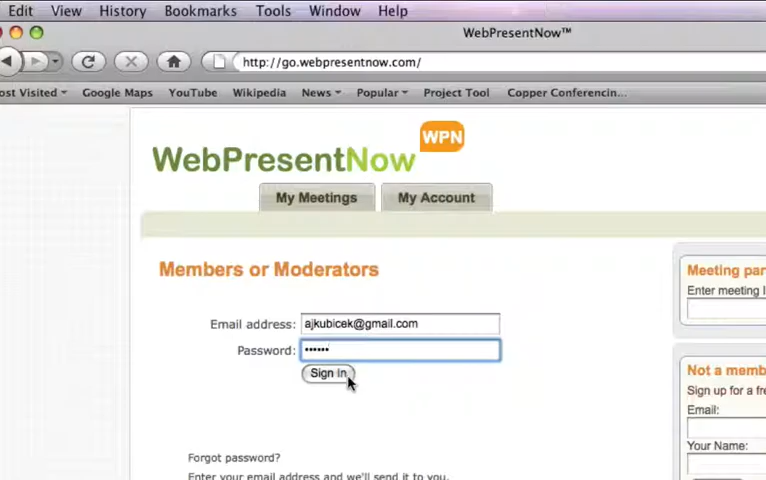 Edit View History Bookmarks Tools Window Help
WebPresentNow™
http://go.webpresentnow.com/
ost Visited Google Maps YouTube Wikipedia News Popular Project Tool Copper Conferencin...
WPN
WebPresentNow
My Meetings My Account
Members or Moderators
Meeting par
Enter meeting I
Email address: ajkubicek@gmail.com
Password: ••••••
Sign In
Not a memb
Sign up for a fre
Email:
Your Name:
Forgot password?
Enter your email address and we'll send it to you.